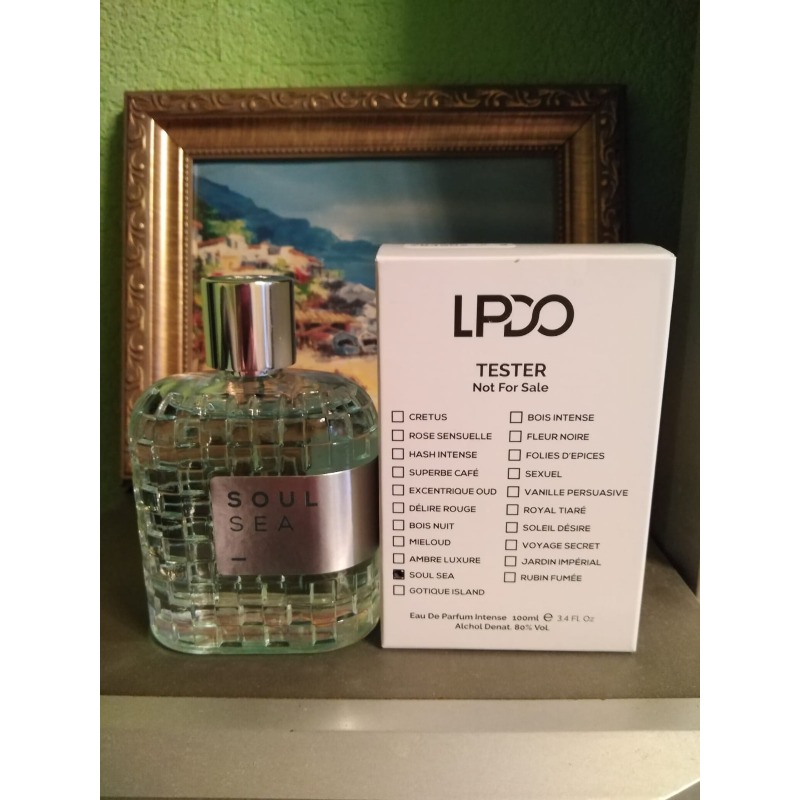 SOUL
SEA
LPDO
TESTER
Not For Sale
CRETUS
ROSE SENSUELLE
HASH INTENSE
SUPERBE CAFÉ
EXCENTRIQUE OUD
DÉLIRE ROUGE
BOIS NUIT
MIELOUD
AMBRE LUXURE
SOUL SEA
GOTIQUE ISLAND
BOIS INTENSE
FLEUR NOIRE
FOLIES D'EPICES
SEXUEL
VANILLE PERSUASIVE
ROYAL TIARÉ
SOLEIL DÉSIRE
VOYAGE SECRET
JARDIN IMPÉRIAL
RUBIN FUMÉE
Eau De Parfum Intense 100ml ℮ 3.4 Fl. Oz
Alchol Denat. 80% Vol.